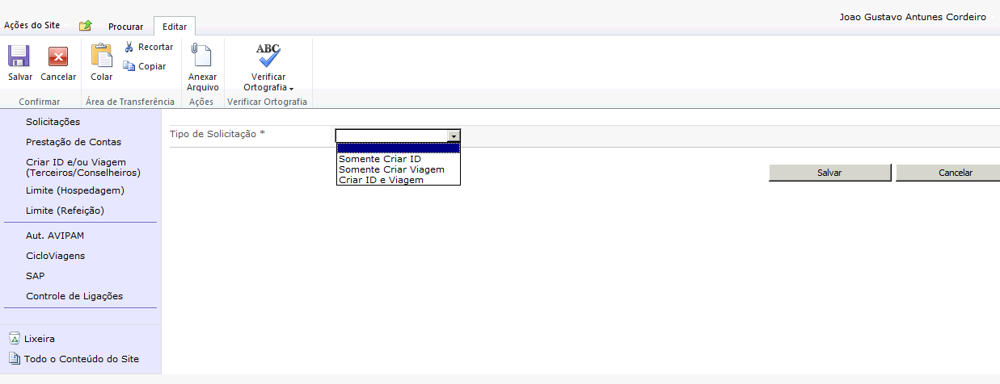 Joao Gustavo Antunes Cordeiro
Ações do Site
Procurar
Editar
Salvar
Cancelar
Colar
Recortar
Copiar
Anexar
Arquivo
ABC
Verificar
Ortografia
Confirmar
Área de Transferência
Ações
Verificar Ortografia
Solicitações
Prestação de Contas
Criar ID e/ou Viagem
(Terceiros/Conselheiros)
Limite (Hospedagem)
Limite (Refeição)
Aut. AVIPAM
CicloViagens
SAP
Controle de Ligações
Lixeira
Todo o Conteúdo do Site
Tipo de Solicitação *
Somente Criar ID
Somente Criar Viagem
Criar ID e Viagem
Salvar
Cancelar